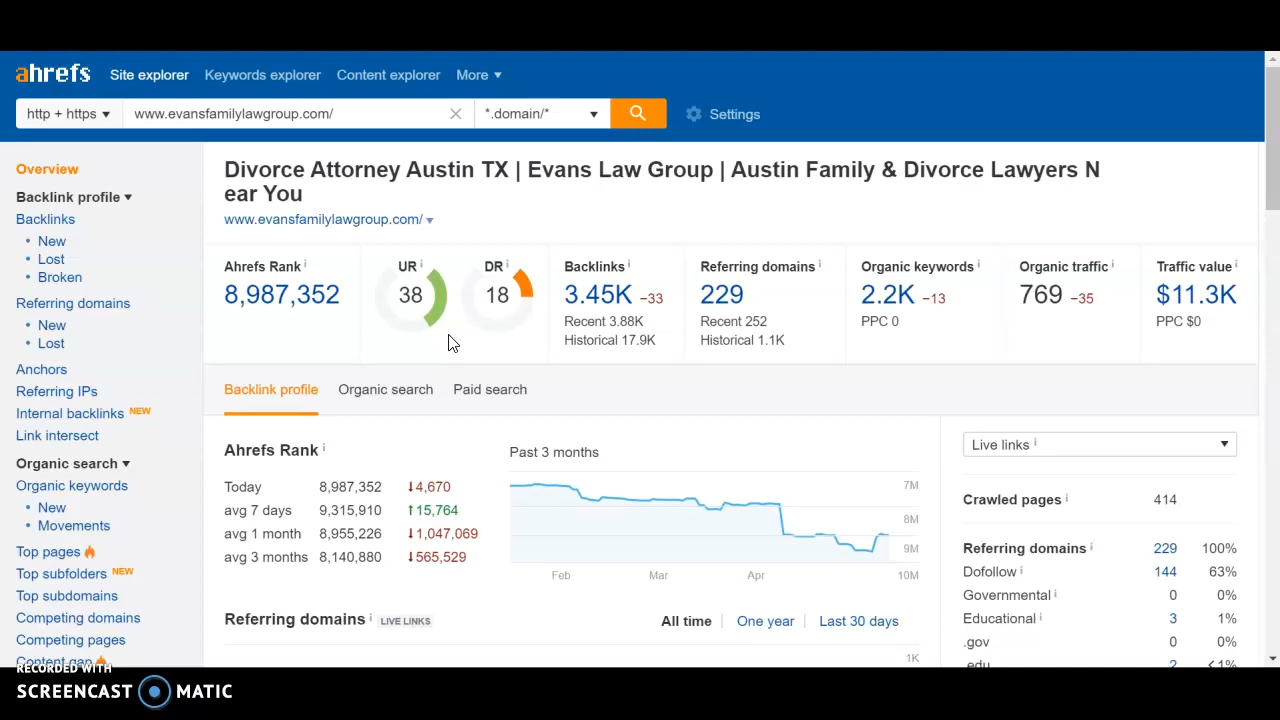 ahrefs Site explorer Keywords explorer Content explorer More
http + https www.evansfamilylawgroup.com/ *.domain/* Settings
Overview
Backlink profile
Backlinks
New
Lost
Broken
Referring domains
New
Lost
Anchors
Referring IPs
Internal backlinks NEW
Link intersect
Organic search
Organic keywords
New
Movements
Top pages
Top subfolders NEW
Top subdomains
Competing domains
Competing pages
Content gap
Divorce Attorney Austin TX | Evans Law Group | Austin Family & Divorce Lawyers N
ear You
www.evansfamilylawgroup.com/
Ahrefs Rank UR DR Backlinks Referring domains Organic keywords Organic traffic Traffic value
8,987,352 38 18 3.45K –33 229 2.2K –13 769 –35 $11.3K
Recent 3.88K Recent 252 PPC 0 PPC $0
Historical 17.9K Historical 1.1K
Backlink profile Organic search Paid search
Ahrefs Rank Past 3 months
Today 8,987,352 ↓4,670
avg 7 days 9,315,910 ↑15,764
avg 1 month 8,955,226 ↓1,047,069
avg 3 months 8,140,880 ↓565,529
7M
8M
9M
10M
Feb Mar Apr
Referring domains LIVE LINKS All time One year Last 30 days
1K
Live links
Crawled pages 414
Referring domains 229 100%
Dofollow 144 63%
Governmental 0 0%
Educational 3 1%
.gov 0 0%
.edu 2 <1%
RECORDED WITH
SCREENCAST MATIC